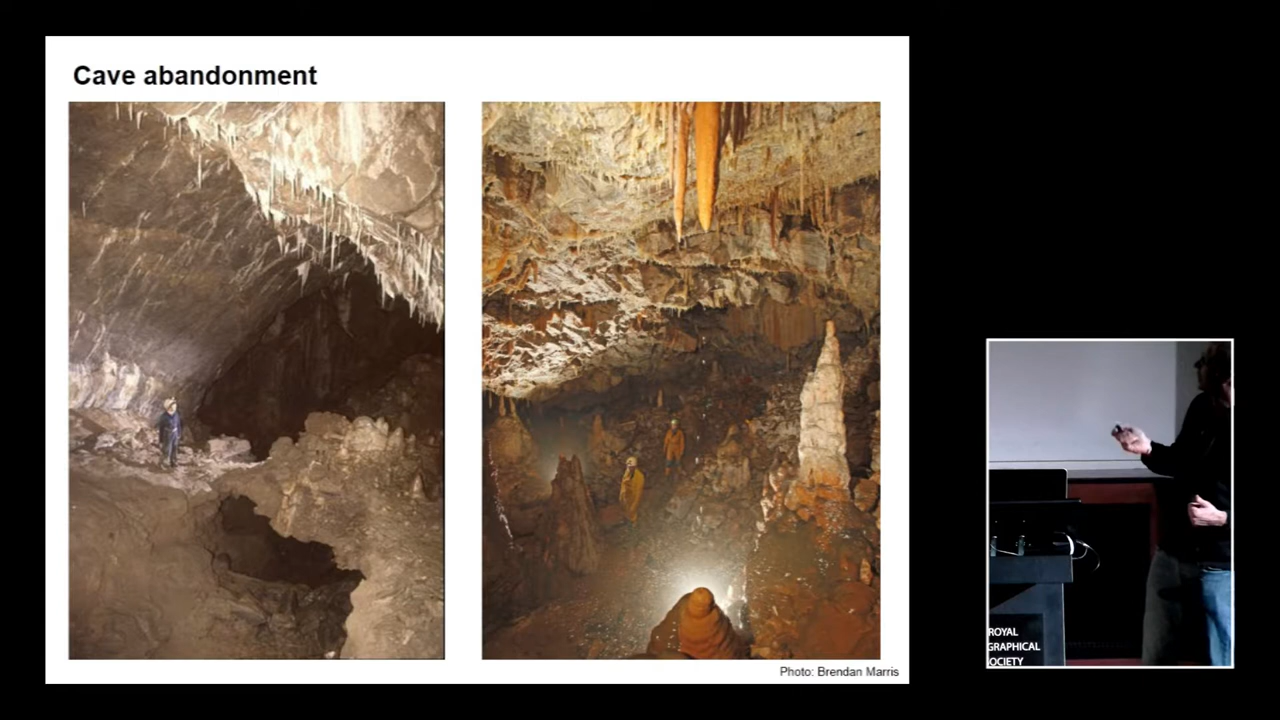 Cave abandonment
Photo: Brendan Marris
ROYAL
GRAPHICAL
OCIETY